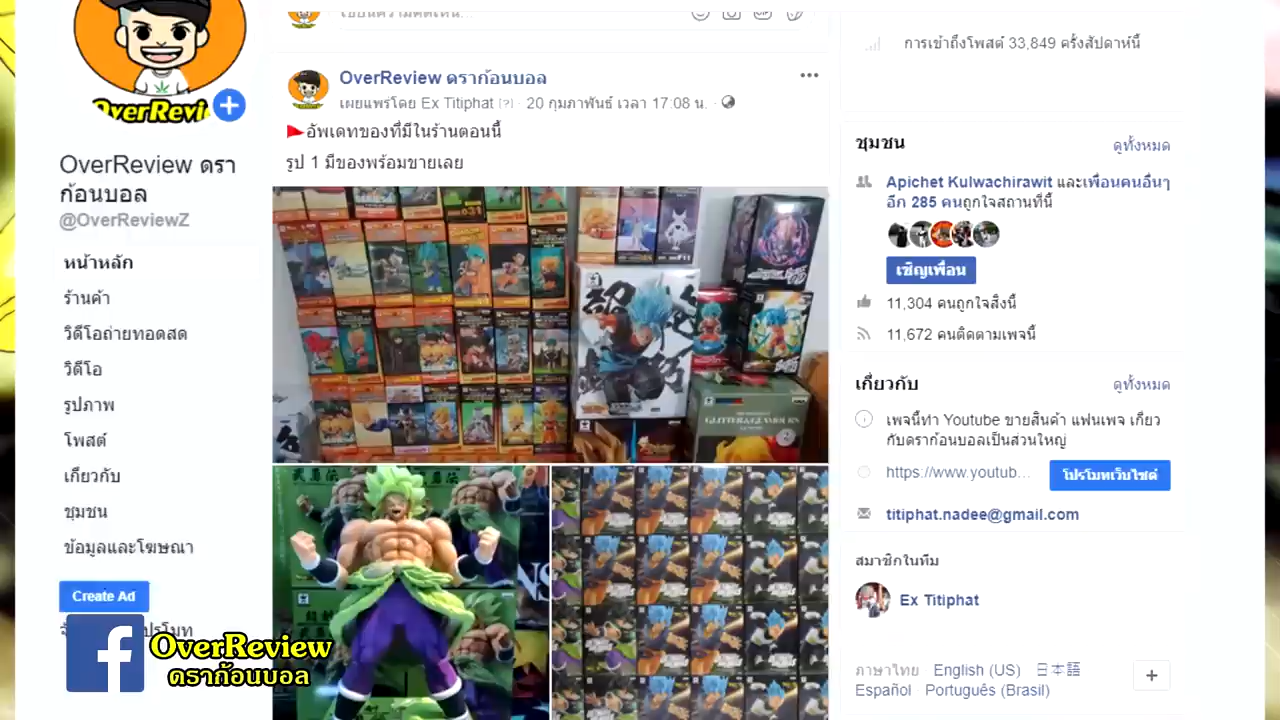 OverRevi
OverReview ดรา
ก้อนบอล
@OverReviewZ
หน้าหลัก
ร้านค้า
วิดีโอถ่ายทอดสด
วิดีโอ
รูปภาพ
โพสต์
เกี่ยวกับ
ชุมชน
ข้อมูลและโฆษณา
Create Ad
OverReview
ดราก้อนบอล
เขียนความคิดเห็น...
OverReview ดราก้อนบอล
เผยแพร่โดย Ex Titiphat [?] · 20 กุมภาพันธ์ เวลา 17:08 น. ·
อัพเดทของที่มีในร้านตอนนี้
รูป 1 มีของพร้อมขายเลย
GLITTER&GLAMOURS
การเข้าถึงโพสต์ 33,849 ครั้งสัปดาห์นี้
ชุมชน
ดูทั้งหมด
Apichet Kulwachirawit และเพื่อนคนอื่นๆ
อีก 285 คนถูกใจสถานที่นี้
เชิญเพื่อน
11,304 คนถูกใจสิ่งนี้
11,672 คนติดตามเพจนี้
เกี่ยวกับ
ดูทั้งหมด
เพจนี้ทำ Youtube ขายสินค้า แฟนเพจ เกี่ยว
กับดราก้อนบอลเป็นส่วนใหญ่
https://www.youtub...
โปรโมทเว็บไซต์
titiphat.nadee@gmail.com
สมาชิกในทีม
Ex Titiphat
ภาษาไทย · English (US) · 日本語 ·
Español · Português (Brasil)